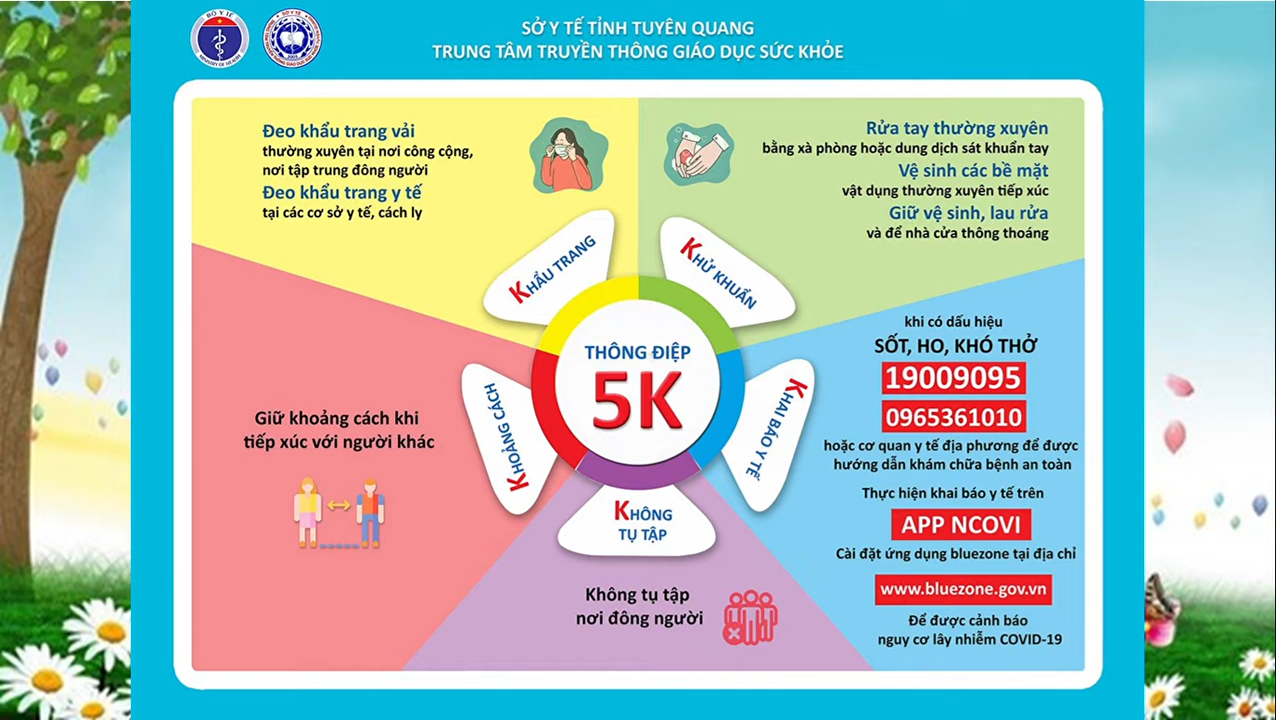 BỘ Y TẾ
MINISTRY OF HEALTH
SỞ Y TẾ TỈNH TUYÊN QUANG
TRUNG TÂM TRUYỀN THÔNG GIÁO DỤC SỨC KHỎE
Đeo khẩu trang vải
thường xuyên tại nơi công cộng,
nơi tập trung đông người
Đeo khẩu trang y tế
tại các cơ sở y tế, cách ly
Rửa tay thường xuyên
bằng xà phòng hoặc dung dịch sát khuẩn tay
Vệ sinh các bề mặt
vật dụng thường xuyên tiếp xúc
Giữ vệ sinh, lau rửa
và để nhà cửa thông thoáng
KHẨU TRANG
KHỬ KHUẨN
THÔNG ĐIỆP
5K
KHOẢNG CÁCH
KHAI BÁO Y TẾ
KHÔNG
TỤ TẬP
Giữ khoảng cách khi
tiếp xúc với người khác
khi có dấu hiệu
SỐT, HO, KHÓ THỞ
19009095
0965361010
hoặc cơ quan y tế địa phương để được
hướng dẫn khám chữa bệnh an toàn
Thực hiện khai báo y tế trên
APP NCOVI
Cài đặt ứng dụng bluezone tại địa chỉ
www.bluezone.gov.vn
Để được cảnh báo
nguy cơ lây nhiễm COVID-19
Không tụ tập
nơi đông người